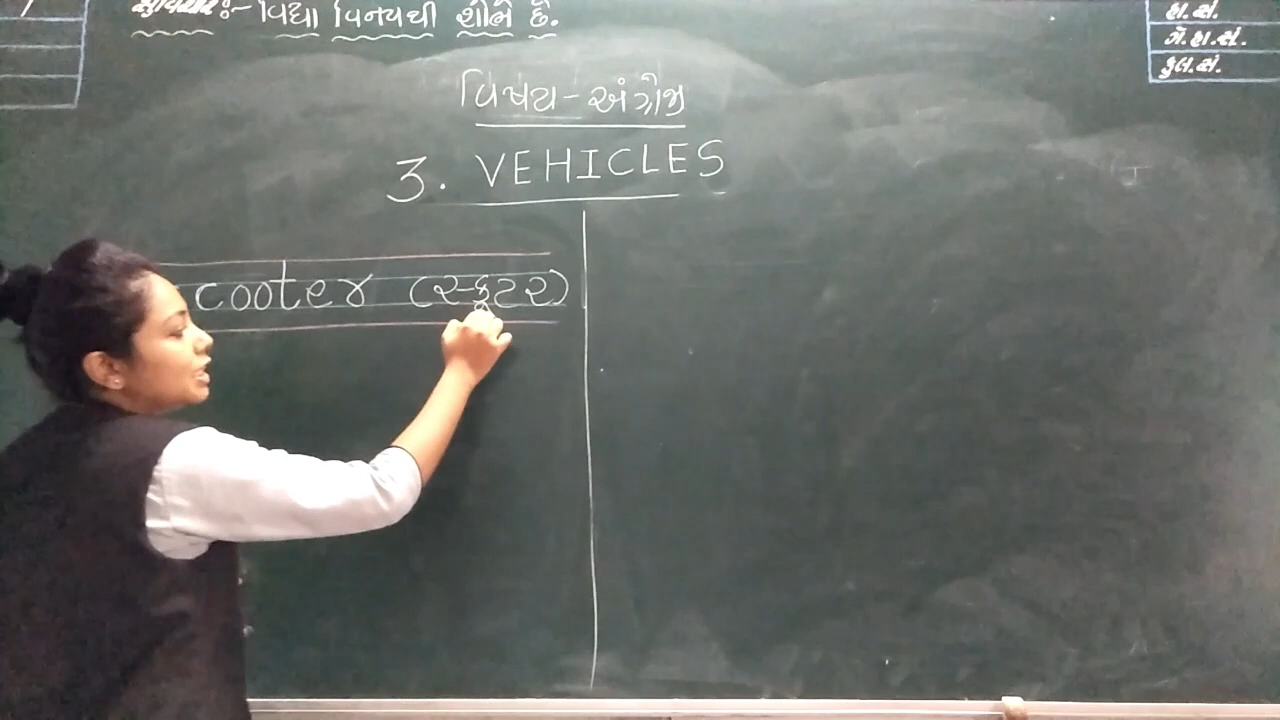 સુવિચાર :- વિદ્યા વિનયથી શોભે છે.
હા.સં.
ગે.હા.સં.
કુલ.સં.
વિષય - અંગ્રેજી
3. VEHICLES
cooter (સ્કુટર)